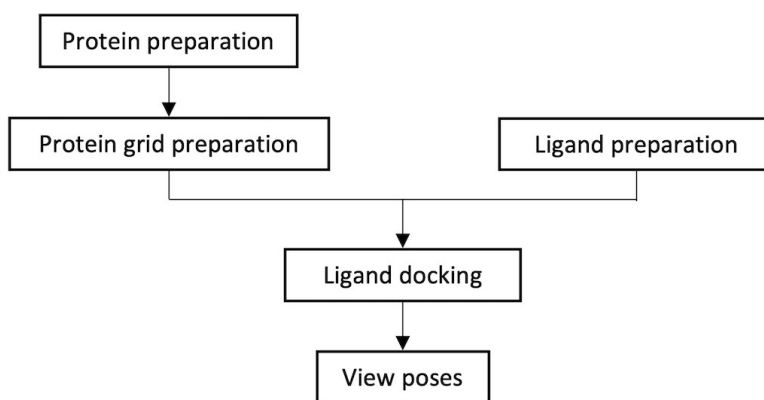 Protein preparation
Protein grid preparation
Ligand preparation
Ligand docking
View poses